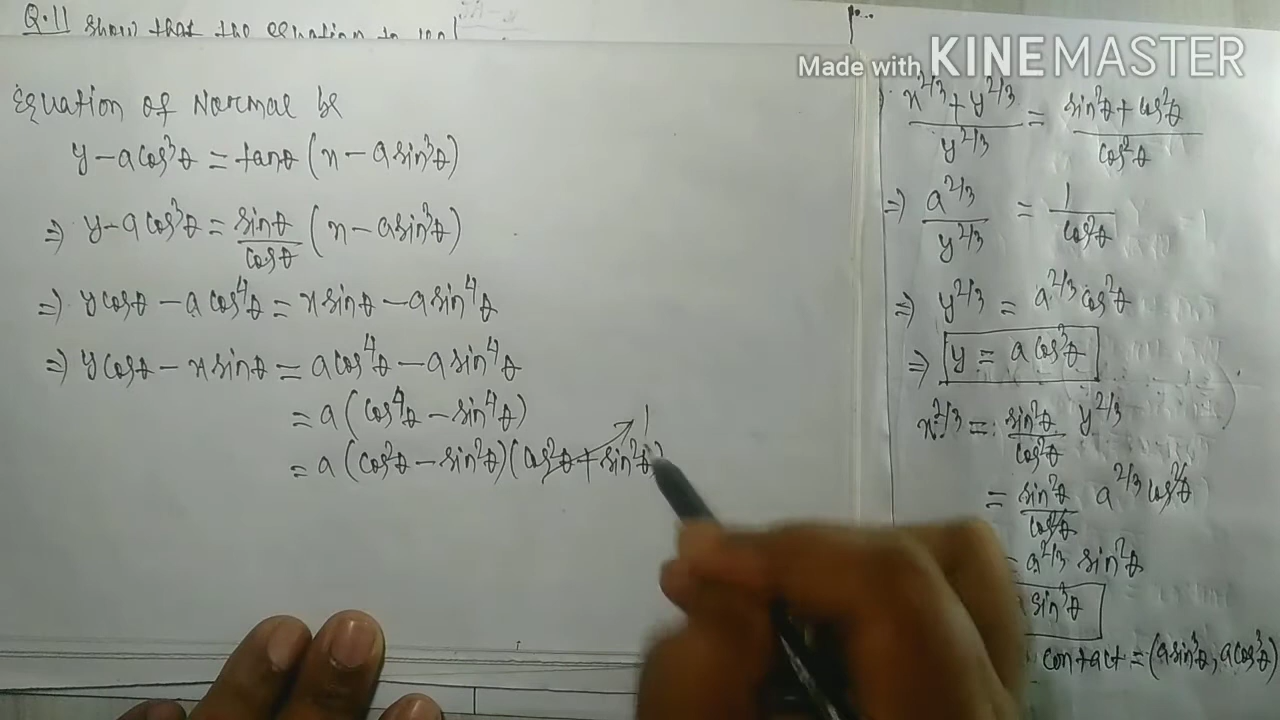 Q.11 Show that the equation to
Made with KINEMASTER
Equation of Normal be
y - a cos³θ = tanθ (x - a sin³θ)
⇒ y - a cos³θ = sinθ/cosθ (x - a sin³θ)
⇒ y cosθ - a cos⁴θ = x sinθ - a sin⁴θ
⇒ y cosθ - x sinθ = a cos⁴θ - a sin⁴θ
= a (cos⁴θ - sin⁴θ)
= a (cos²θ - sin²θ)(cos²θ + sin²θ) 1
(x^2/3 + y^2/3)/y^2/3 = (sin²θ + cos²θ)/cos²θ
⇒ a^2/3/y^2/3 = 1/cos²θ
⇒ y^2/3 = a^2/3 cos²θ
⇒ y = a cos³θ
x^2/3 = sin²θ/cos²θ y^2/3
= sin²θ/cos²θ a^2/3 cos²θ
= a^2/3 sin²θ
sin³θ
contact = (a sin³θ, a cos³θ)